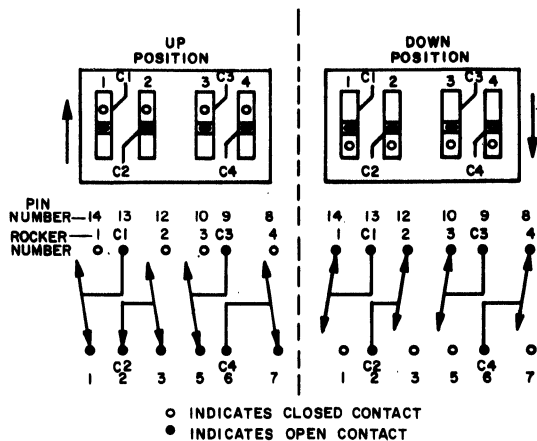 UP POSITION
DOWN POSITION
1 C1 2 3 C3 4
C2 C4
1 C1 2 3 C3 4
C2 C4
PIN NUMBER—14 13 12 10 9 8
14 13 12 10 9 8
ROCKER— NUMBER 1 C1 2 3 C3 4
1 C1 2 3 C3 4
C2 C4
1 2 3 5 6 7
C2 C4
1 2 3 5 6 7
INDICATES CLOSED CONTACT
INDICATES OPEN CONTACT